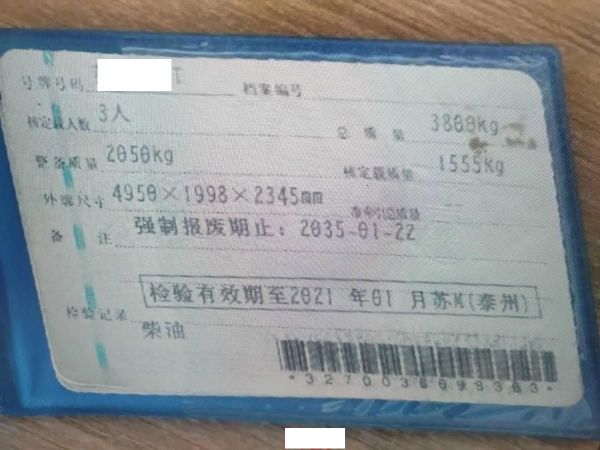 号牌号码 档案编号
核定载人数 3人 总质量 3800kg
整备质量 2050kg 核定载质量 1555kg
外廓尺寸 4950×1998×2345mm 准牵引总质量
备注 强制报废期止：2035-01-22
检验有效期至2021年01月苏M(泰州)
检验记录
柴油